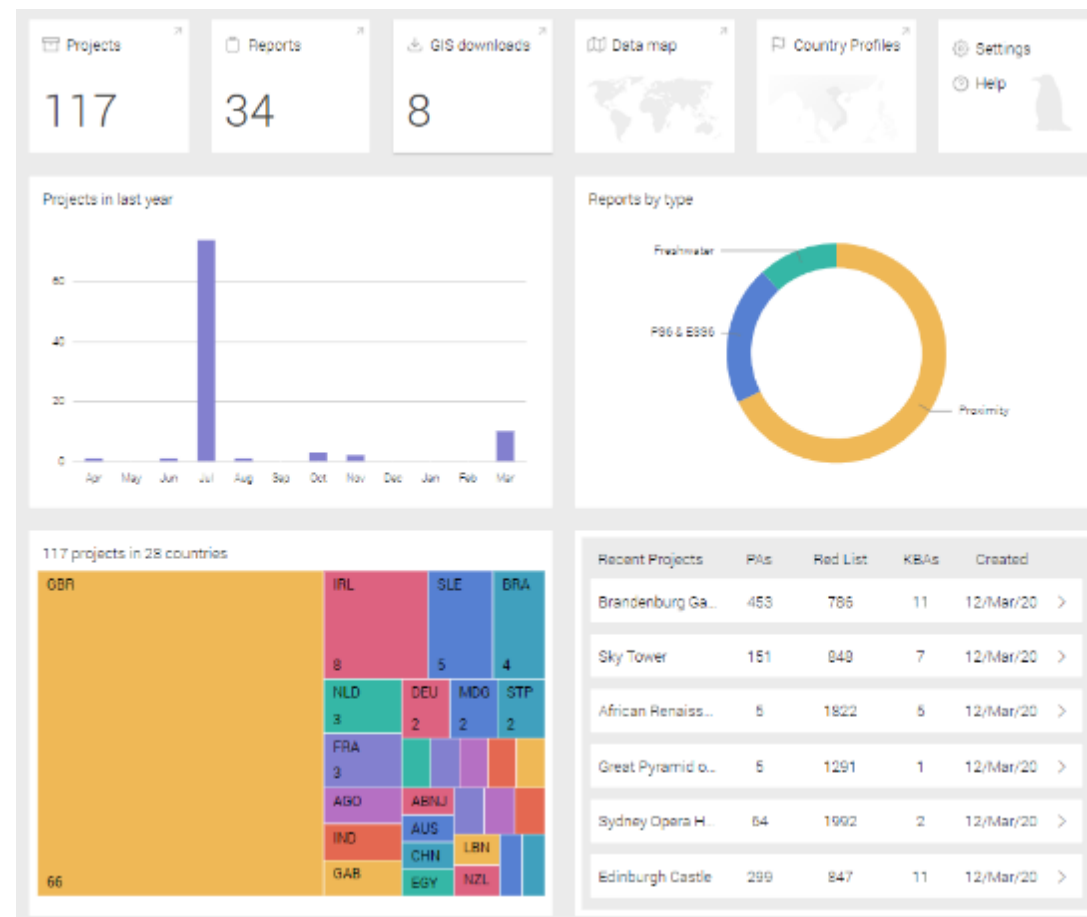 Projects
117
Reports
34
GIS downloads
8
Data map
Country Profiles
Settings
Help
Projects in last year
60
40
20
0
Apr May Jun Jul Aug Sep Oct Nov Dec Jan Feb Mar
Reports by type
Freshwater
PS6 & ESS6
Proximity
117 projects in 28 countries
GBR
66
IRL
8
SLE
5
BRA
4
NLD
3
DEU
2
MDG
2
STP
2
FRA
3
AGO
IND
GAB
ABNJ
AUS
CHN
EGY
LBN
NZL
Recent Projects PAs Red List KBAs Created
Brandenburg Ga... 453 786 11 12/Mar/20
Sky Tower 151 848 7 12/Mar/20
African Renaiss... 5 1822 5 12/Mar/20
Great Pyramid o... 5 1291 1 12/Mar/20
Sydney Opera H... 64 1992 2 12/Mar/20
Edinburgh Castle 299 847 11 12/Mar/20